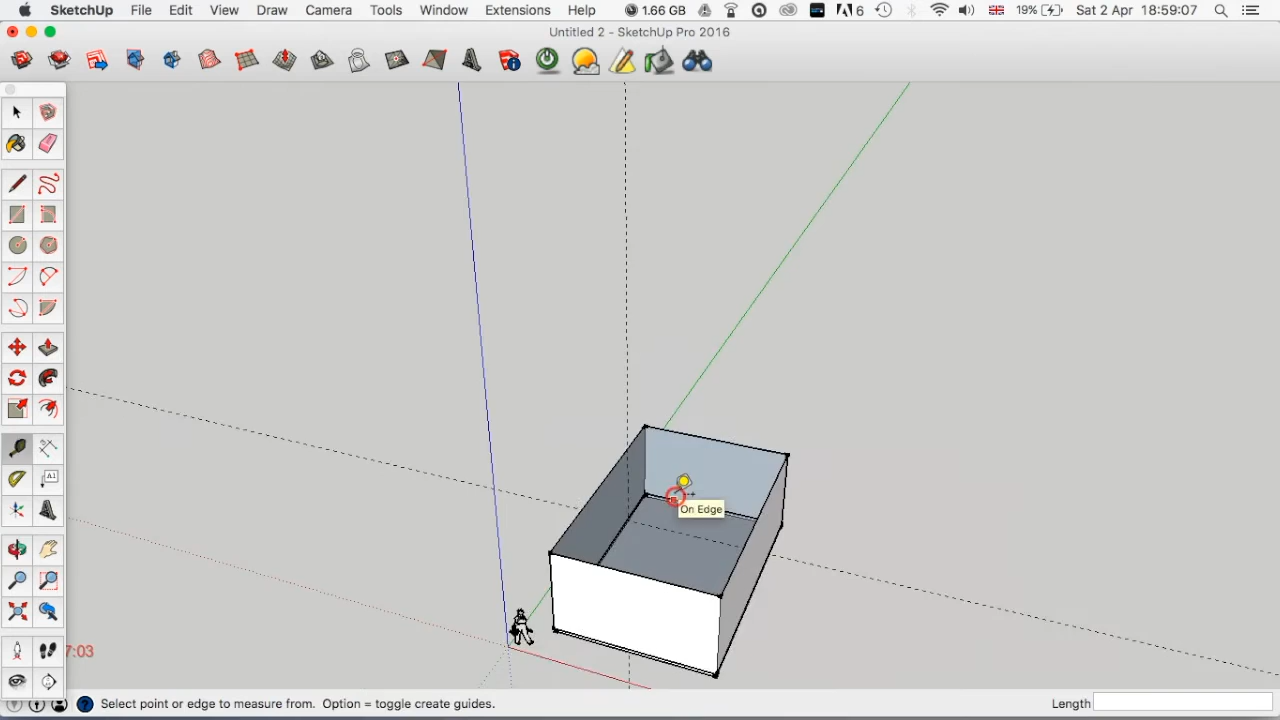 SketchUp File Edit View Draw Camera Tools Window Extensions Help 1.66 GB 6 19% Sat 2 Apr 18:59:07
Untitled 2 - SketchUp Pro 2016
A1
On Edge
7:03
Select point or edge to measure from. Option = toggle create guides. Length